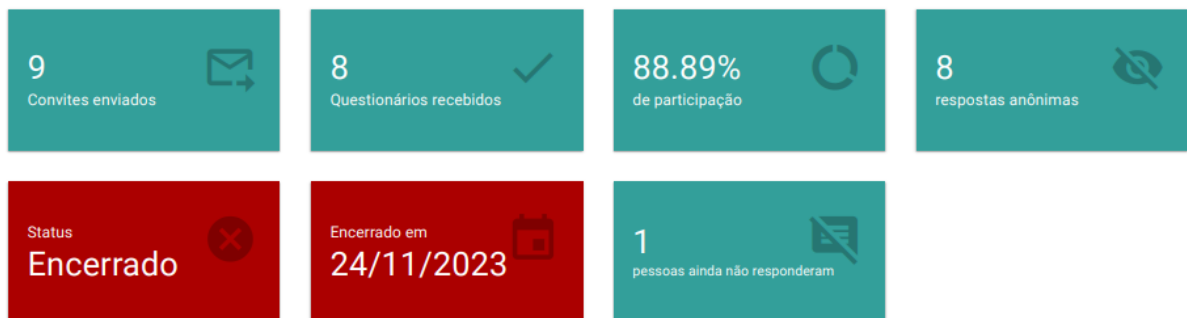 9
Convites enviados
8
Questionários recebidos
88.89%
de participação
8
respostas anônimas
Status
Encerrado
Encerrado em
24/11/2023
1
pessoas ainda não responderam